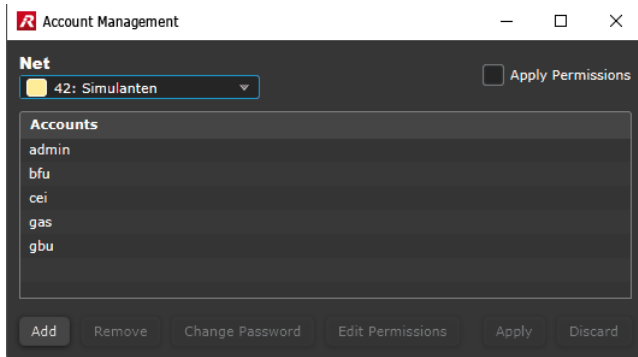 Account Management
Net
42: Simulanten
Apply Permissions
Accounts
admin
bfu
cei
gas
gbu
Add Remove Change Password Edit Permissions Apply Discard